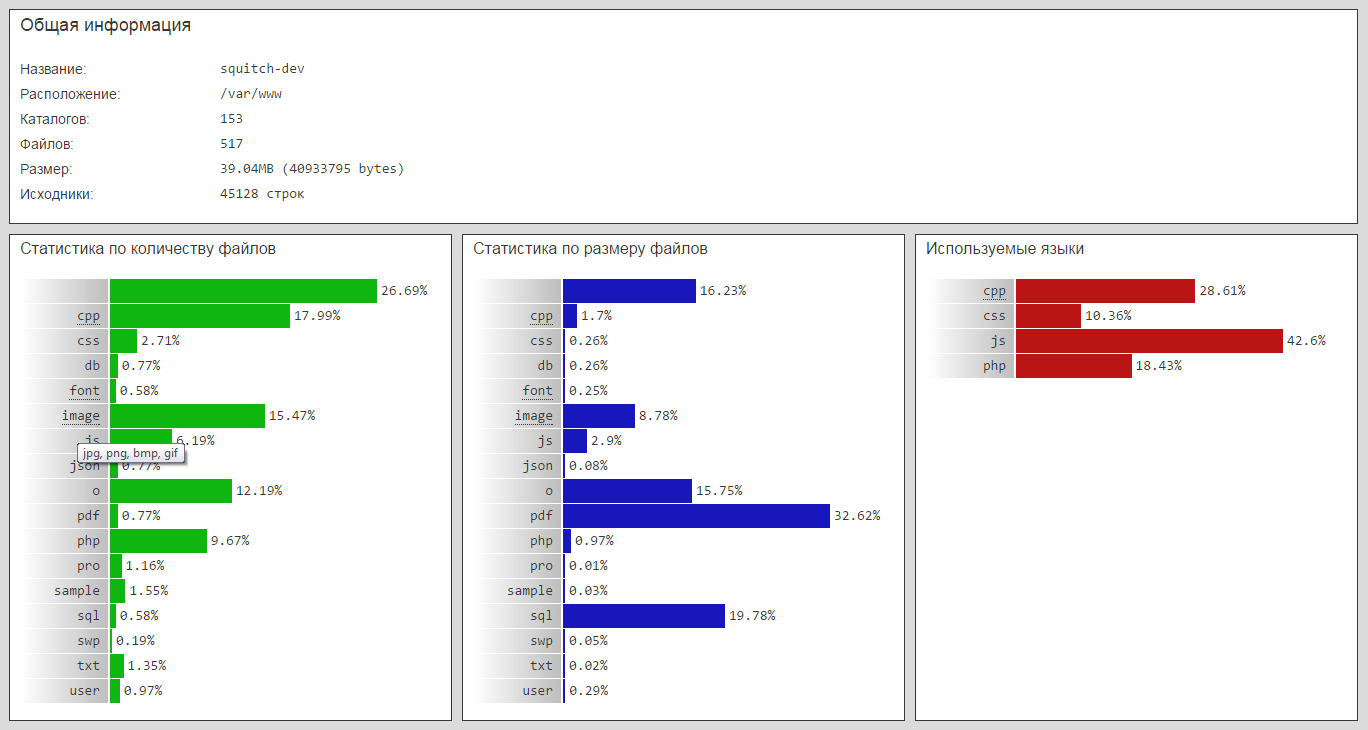 Общая информация
Название: squitch-dev
Расположение: /var/www
Каталогов: 153
Файлов: 517
Размер: 39.04MB (40933795 bytes)
Исходники: 45128 строк
Статистика по количеству файлов
26.69%
cpp 17.99%
css 2.71%
db 0.77%
font 0.58%
image 15.47%
js 6.19%
jpg, png, bmp, gif
json 0.77%
o 12.19%
pdf 0.77%
php 9.67%
pro 1.16%
sample 1.55%
sql 0.58%
swp 0.19%
txt 1.35%
user 0.97%
Статистика по размеру файлов
16.23%
cpp 1.7%
css 0.26%
db 0.26%
font 0.25%
image 8.78%
js 2.9%
json 0.08%
o 15.75%
pdf 32.62%
php 0.97%
pro 0.01%
sample 0.03%
sql 19.78%
swp 0.05%
txt 0.02%
user 0.29%
Используемые языки
cpp 28.61%
css 10.36%
js 42.6%
php 18.43%